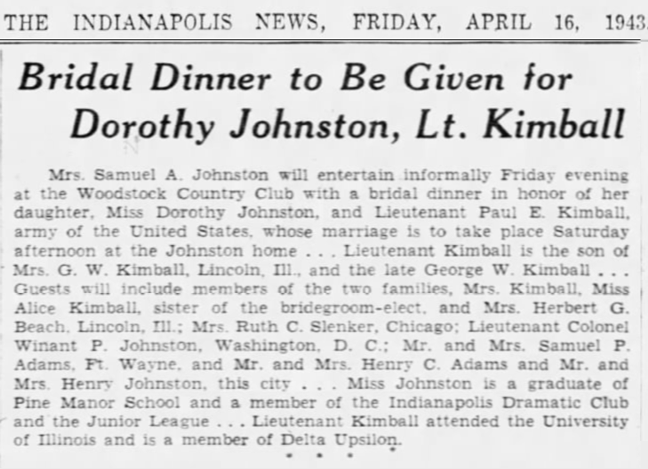 THE INDIANAPOLIS NEWS, FRIDAY, APRIL 16, 1943.
Bridal Dinner to Be Given for
Dorothy Johnston, Lt. Kimball
Mrs. Samuel A. Johnston will entertain informally Friday evening
at the Woodstock Country Club with a bridal dinner in honor of her
daughter, Miss Dorothy Johnston, and Lieutenant Paul E. Kimball,
army of the United States, whose marriage is to take place Saturday
afternoon at the Johnston home . . . Lieutenant Kimball is the son of
Mrs. G. W. Kimball, Lincoln, Ill., and the late George W. Kimball . . .
Guests will include members of the two families, Mrs. Kimball, Miss
Alice Kimball, sister of the bridegroom-elect, and Mrs. Herbert G.
Beach, Lincoln, Ill.; Mrs. Ruth C. Slenker, Chicago; Lieutenant Colonel
Winant P. Johnston, Washington, D. C.; Mr. and Mrs. Samuel P.
Adams, Ft. Wayne, and Mr. and Mrs. Henry C. Adams and Mr. and
Mrs. Henry Johnston, this city . . . Miss Johnston is a graduate of
Pine Manor School and a member of the Indianapolis Dramatic Club
and the Junior League . . . Lieutenant Kimball attended the University
of Illinois and is a member of Delta Upsilon.
* * * *